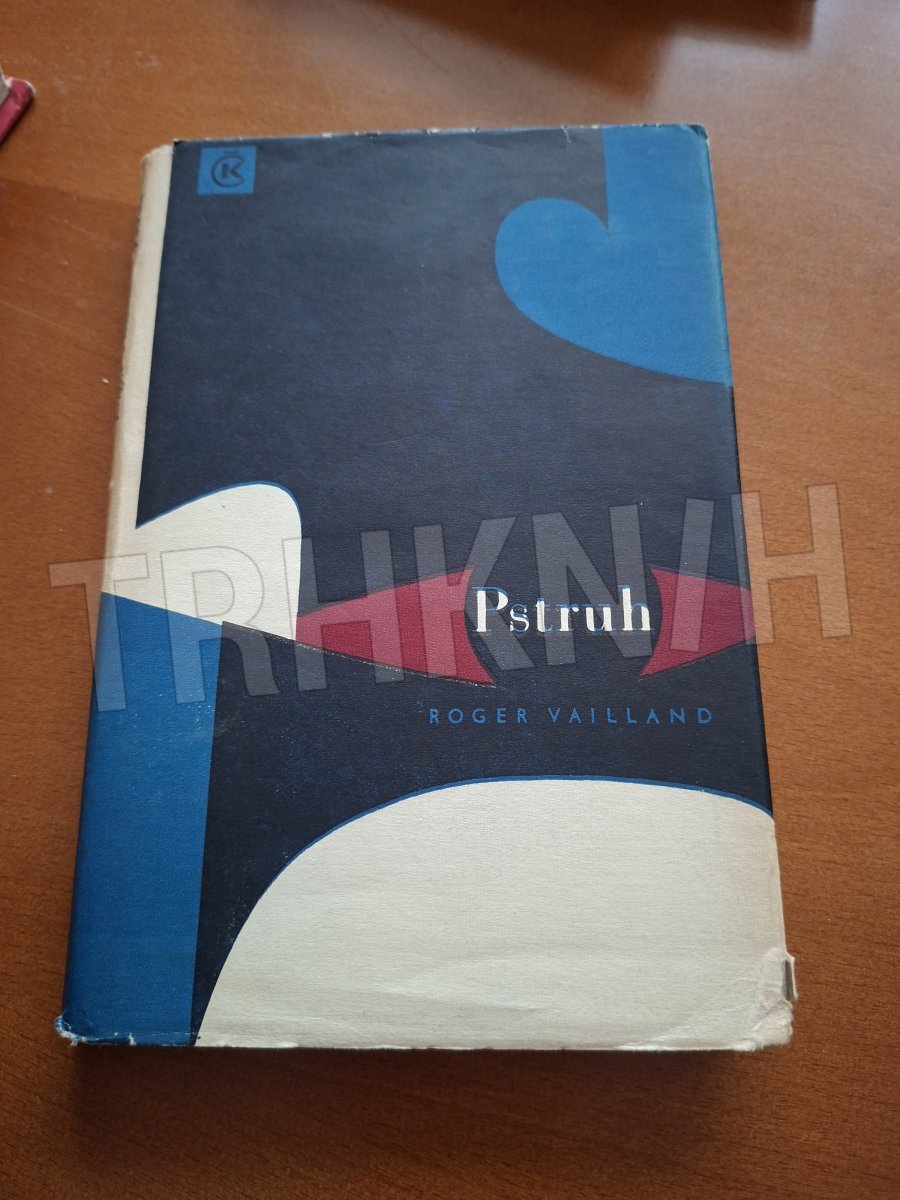 K
Pstruh
ROGER VAILLAND
TRHKNIH